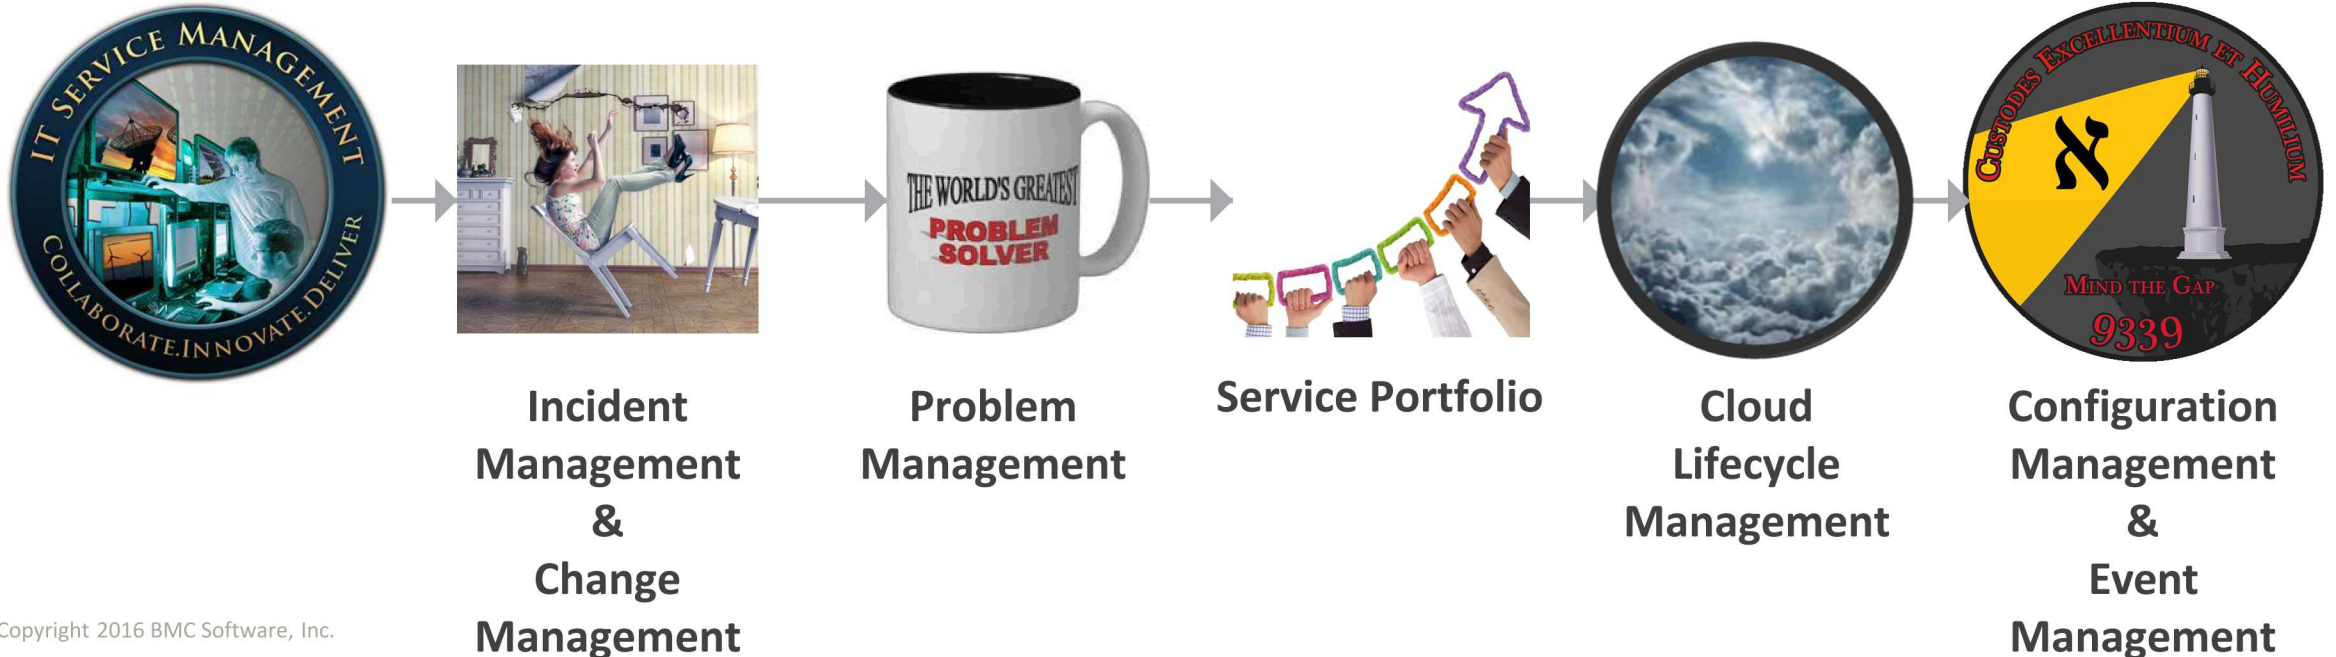 IT SERVICE MANAGEMENT
COLLABORATE.INNOVATE.DELIVER
THE WORLD'S GREATEST
PROBLEM
SOLVER
CUSTODES EXCELLENTIUM ET HUMILIUM
א
MIND THE GAP
9339
Incident
Management
&
Change
Management
Problem
Management
Service Portfolio
Cloud
Lifecycle
Management
Configuration
Management
&
Event
Management
Copyright 2016 BMC Software, Inc.